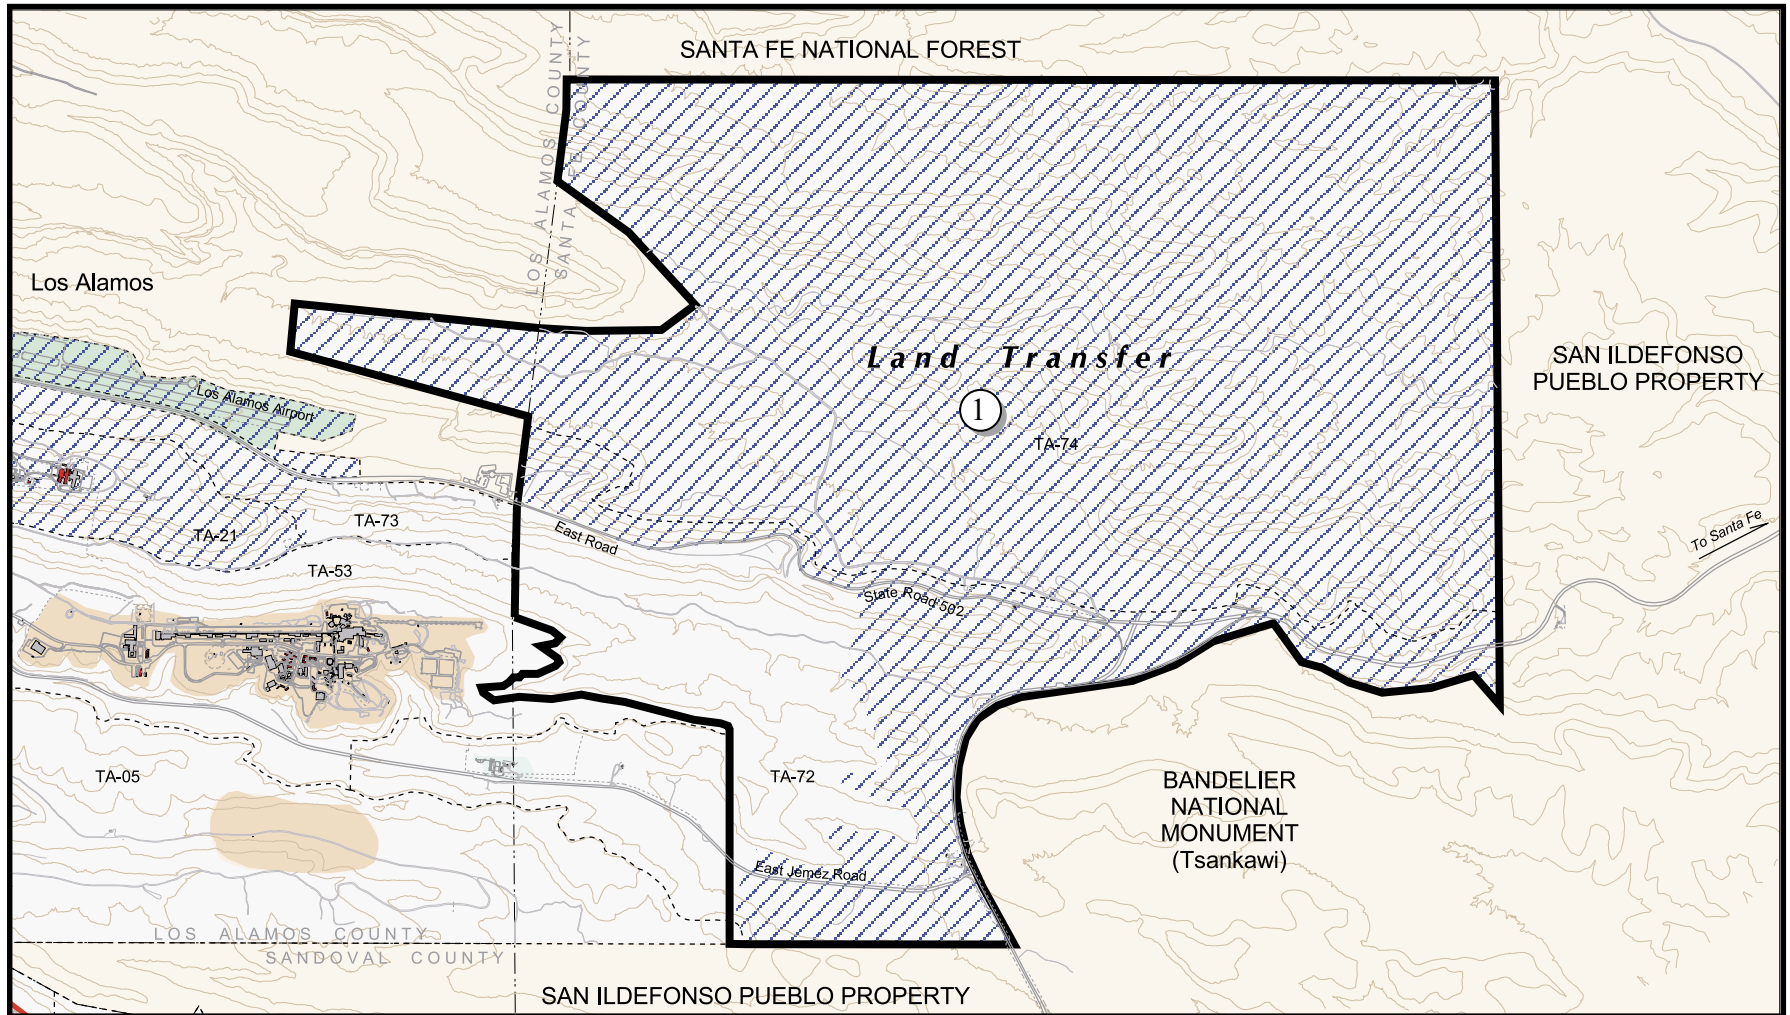 SANTA FE NATIONAL FOREST
LOS ALAMOS COUNTY
SANTA FE COUNTY
Los Alamos
Land Transfer
1
TA-74
SAN ILDEFONSO
PUEBLO PROPERTY
Los Alamos Airport
To Santa Fe
East Road
TA-73
TA-21
TA-53
State Road 502
TA-05
TA-72
BANDELIER
NATIONAL
MONUMENT
(Tsankawi)
East Jemez Road
LOS ALAMOS COUNTY
SANDOVAL COUNTY
SAN ILDEFONSO PUEBLO PROPERTY